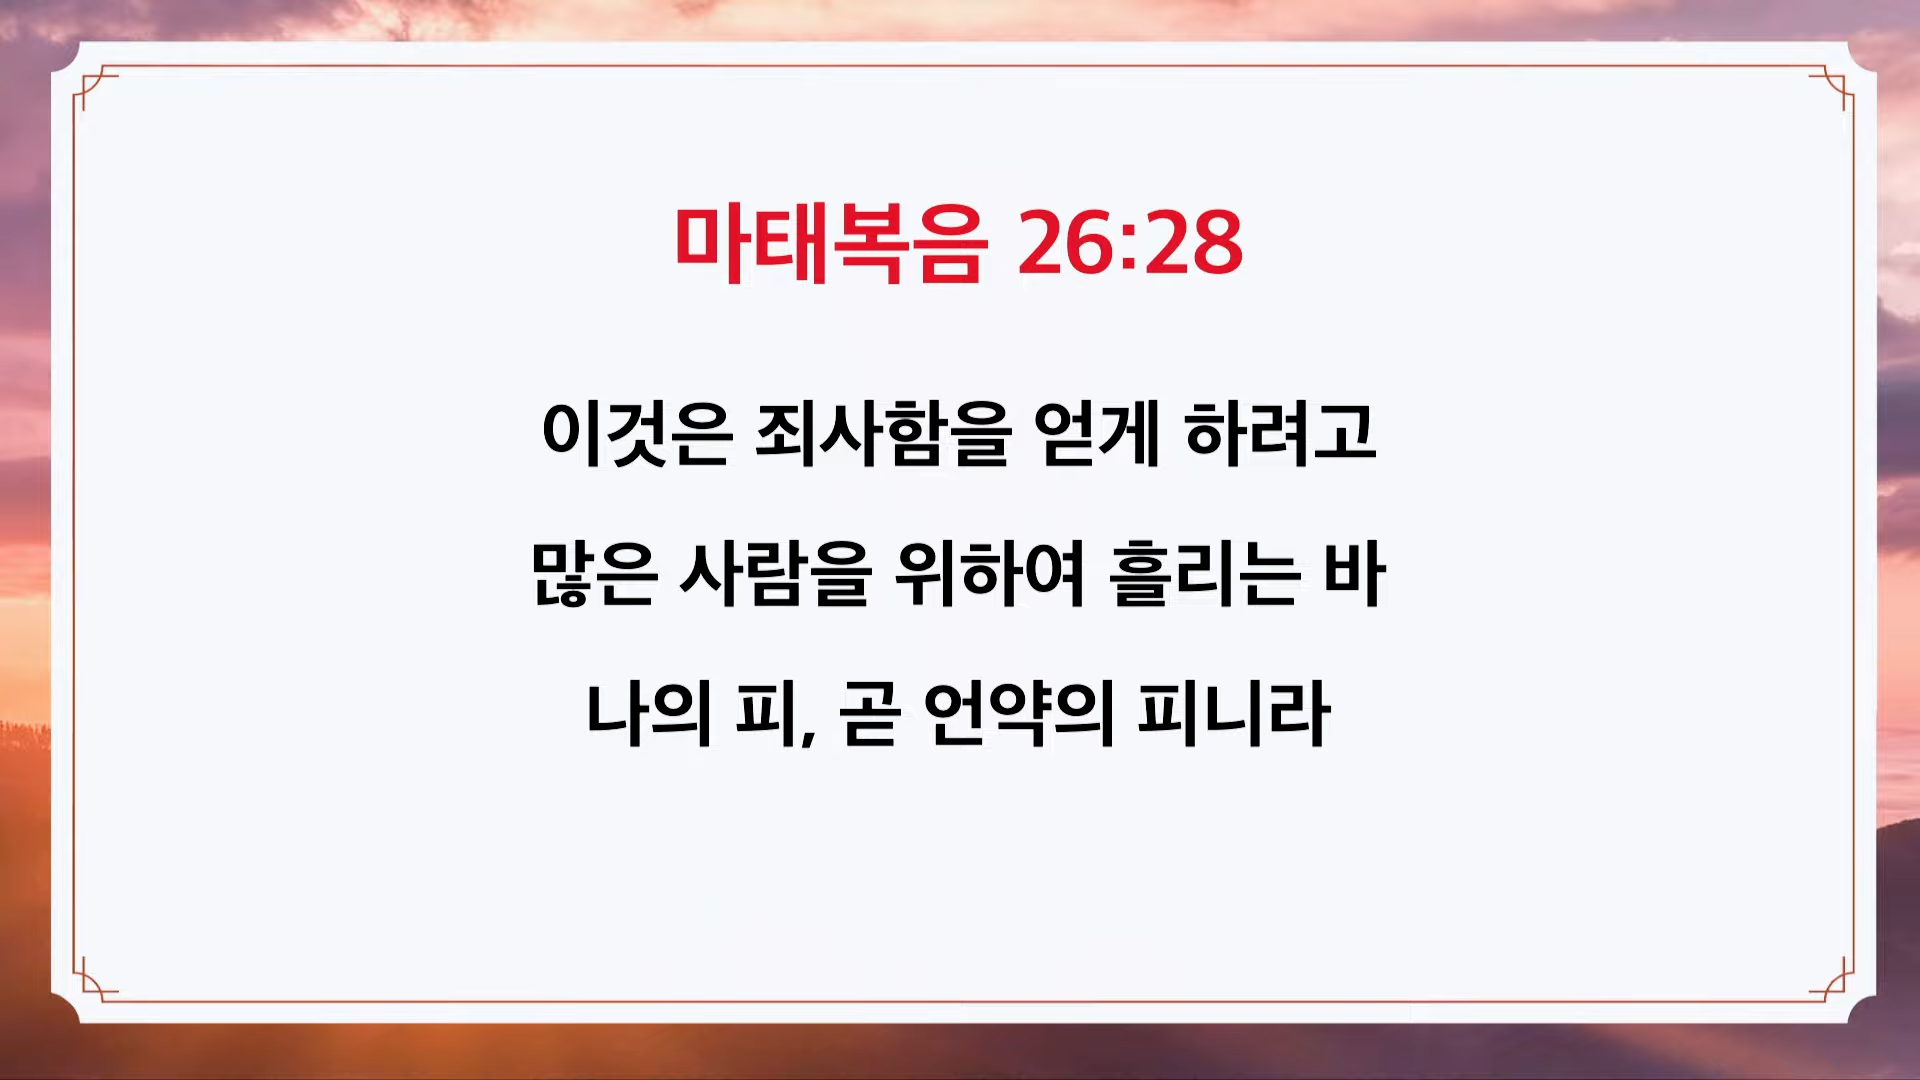 마태복음 26:28
이것은 죄사함을 얻게 하려고
많은 사람을 위하여 흘리는 바
나의 피, 곧 언약의 피니라